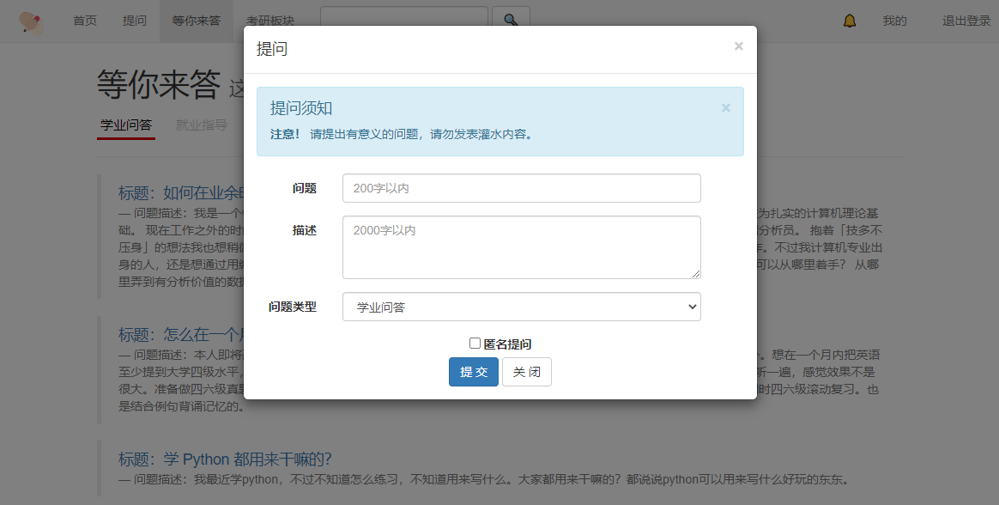 首页 提问 等你来答 考研板块 我的 退出登录
提问 ×
等你来答 这
提问须知 ×
注意！ 请提出有意义的问题，请勿发表灌水内容。
学业问答 就业指导
问题 200字以内
标题：如何在业余
描述 2000字以内
— 问题描述：我是一个 为扎实的计算机理论基
础。 现在工作之外的时 分析员。 抱着「技多不
压身」的想法我也想稍 。不过我计算机专业出
身的人，还是想通过用 可以从哪里着手？ 从哪
里弄到有分析价值的数
问题类型 学业问答
标题：怎么在一个
匿名提问
— 问题描述：本人即将 。想在一个月内把英语
至少提到大学四级水平， 听一遍，感觉效果不是
提 交 关 闭
很大。准备做四六级真 时四六级滚动复习。也
是结合例句背诵记忆的。
标题：学 Python 都用来干嘛的?
— 问题描述：我最近学python，不过不知道怎么练习，不知道用来写什么。大家都用来干嘛的？都说说python可以用来写什么好玩的东东。